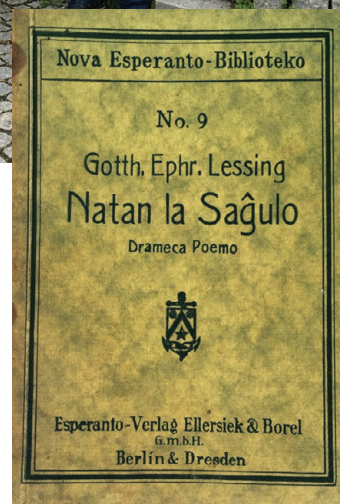 Nova Esperanto-Biblioteko
No. 9
Gotth. Ephr. Lessing
Natan la Saĝulo
Drameca Poemo
Esperanto-Verlag Ellersiek & Borel
G.m.b.H.
Berlin & Dresden